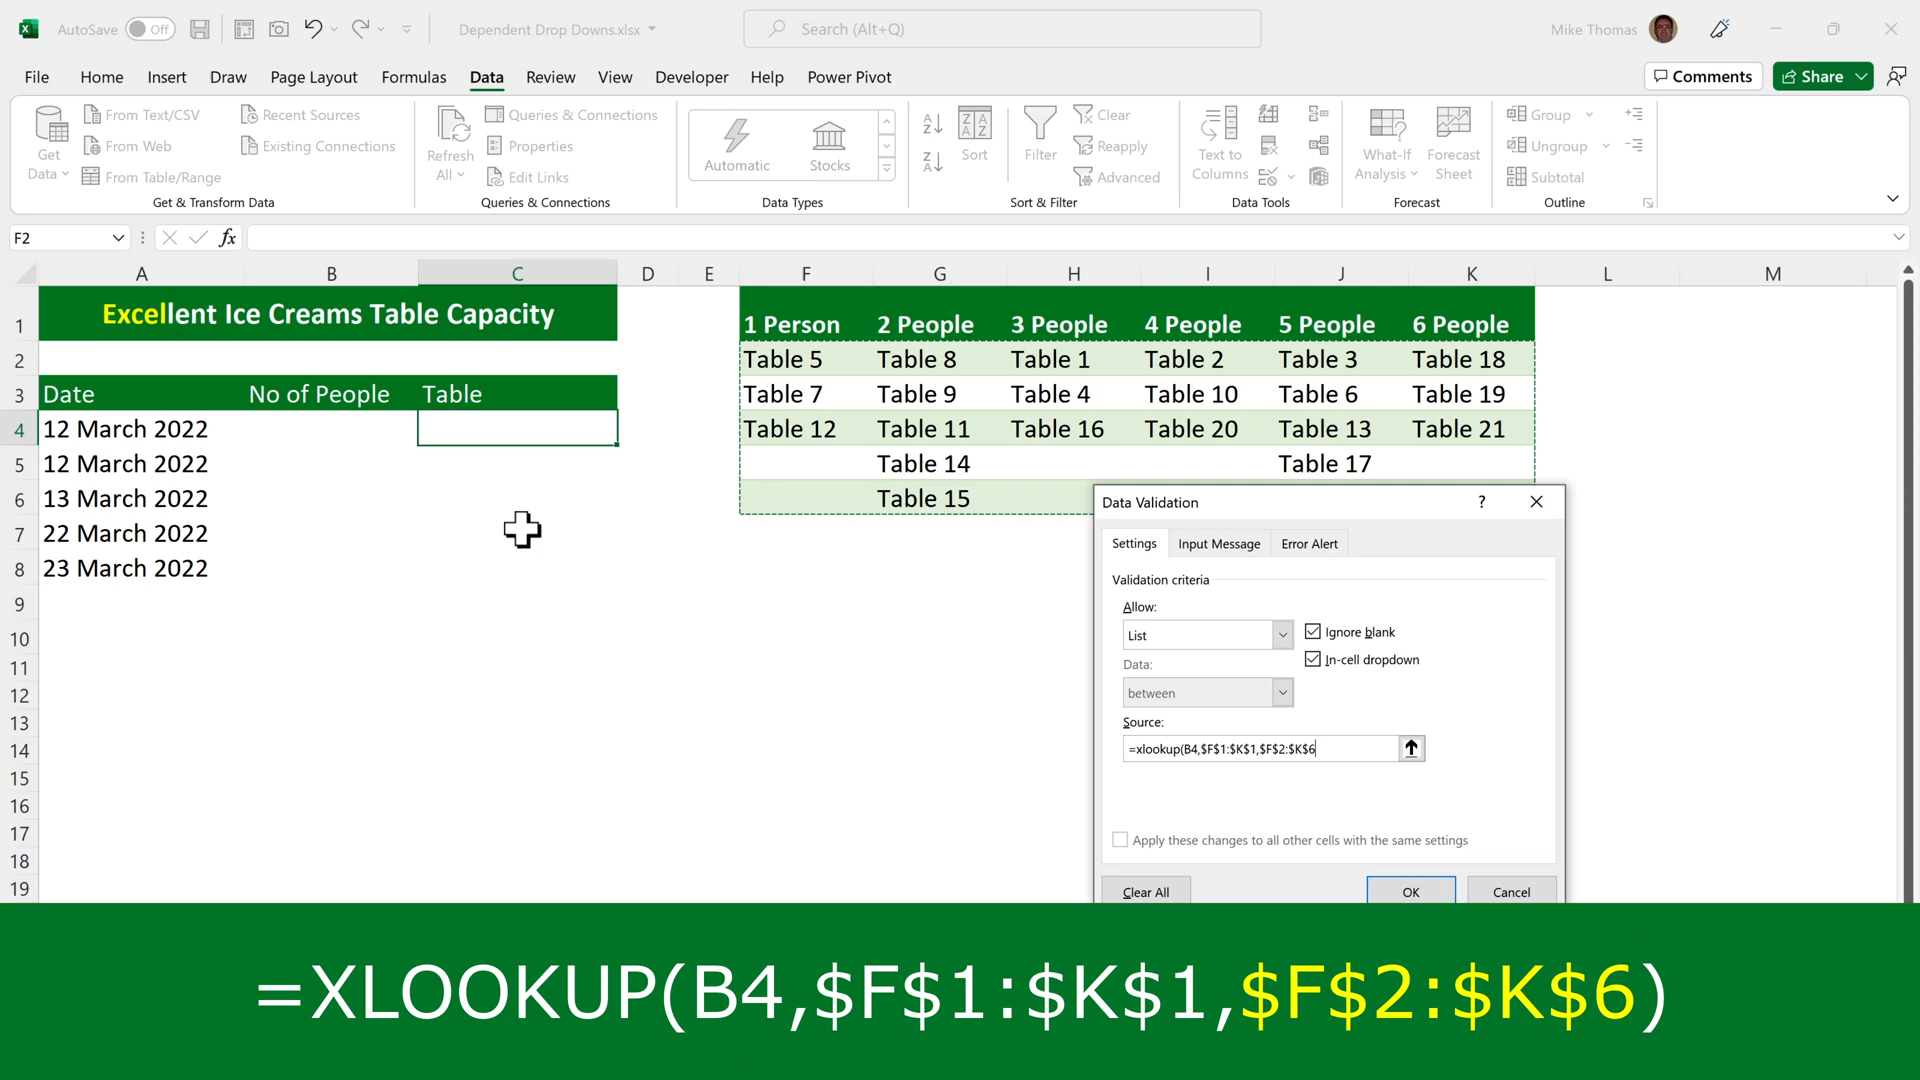 AutoSave Off
Dependent Drop Downs.xlsx
Search (Alt+Q)
Mike Thomas
File Home Insert Draw Page Layout Formulas Data Review View Developer Help Power Pivot
Comments Share
Get Data
From Text/CSV
From Web
From Table/Range
Recent Sources
Existing Connections
Get & Transform Data
Refresh All
Queries & Connections
Properties
Edit Links
Queries & Connections
Automatic
Stocks
Data Types
Sort
Filter
Clear
Reapply
Advanced
Sort & Filter
Text to Columns
Data Tools
What-If Analysis
Forecast Sheet
Forecast
Group
Ungroup
Subtotal
Outline
F2
fx
A B C D E F G H I J K L M
1 Excellent Ice Creams Table Capacity 1 Person 2 People 3 People 4 People 5 People 6 People
2 Table 5 Table 8 Table 1 Table 2 Table 3 Table 18
3 Date No of People Table Table 7 Table 9 Table 4 Table 10 Table 6 Table 19
4 12 March 2022 Table 12 Table 11 Table 16 Table 20 Table 13 Table 21
5 12 March 2022 Table 14 Table 17
6 13 March 2022 Table 15
7 22 March 2022
8 23 March 2022
9
10
11
12
13
14
15
16
17
18
19
Data Validation ?
Settings Input Message Error Alert
Validation criteria
Allow:
List
Ignore blank
In-cell dropdown
Data:
between
Source:
=xlookup(B4,$F$1:$K$1,$F$2:$K$6
Apply these changes to all other cells with the same settings
Clear All OK Cancel
=XLOOKUP(B4,$F$1:$K$1,$F$2:$K$6)